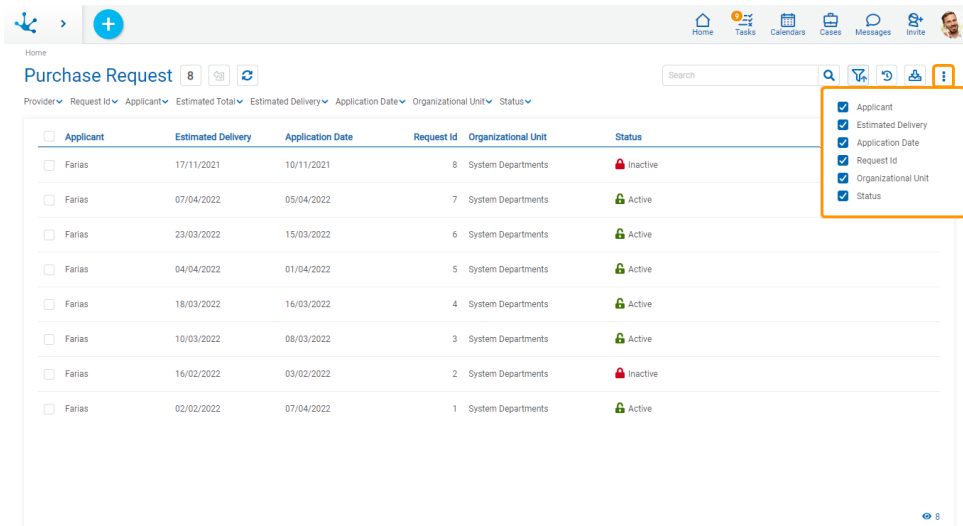 9
Home Tasks Calendars Cases Messages Invite
Home
Purchase Request 8 Search
Provider Request Id Applicant Estimated Total Estimated Delivery Application Date Organizational Unit Status
Applicant
Estimated Delivery
Application Date
Request Id
Organizational Unit
Status
Applicant Estimated Delivery Application Date Request Id Organizational Unit Status
Farias 17/11/2021 10/11/2021 8 System Departments Inactive
Farias 07/04/2022 05/04/2022 7 System Departments Active
Farias 23/03/2022 15/03/2022 6 System Departments Active
Farias 04/04/2022 01/04/2022 5 System Departments Active
Farias 18/03/2022 16/03/2022 4 System Departments Active
Farias 10/03/2022 08/03/2022 3 System Departments Active
Farias 16/02/2022 03/02/2022 2 System Departments Inactive
Farias 02/02/2022 07/04/2022 1 System Departments Active
8